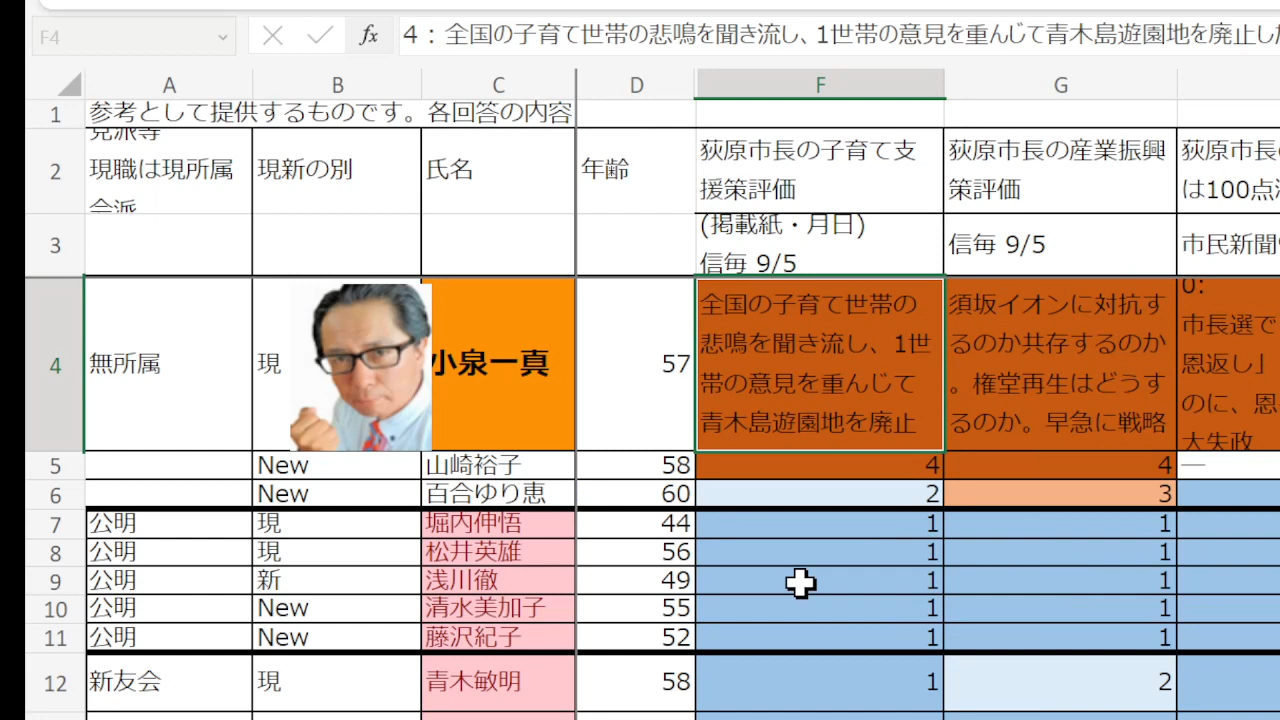 F4 fx 4：全国の子育て世帯の悲鳴を聞き流し、1世帯の意見を重んじて青木島遊園地を廃止し
A B C D F G
1 参考として提供するものです。各回答の内容
党派等
2 現職は現所属 現新の別 氏名 年齢
会派
荻原市長の子育て支
援策評価
荻原市長の産業振興
策評価
荻原市長
は100点
3 (掲載紙・月日)
信毎 9/5
信毎 9/5
市民新聞
4 無所属 現 小泉一真 57
全国の子育て世帯の
悲鳴を聞き流し、1世
帯の意見を重んじて
青木島遊園地を廃止
須坂イオンに対抗す
るのか共存するのか
。権堂再生はどうす
るのか。早急に戦略
0:
市長選で
恩返し」
のに、恩
大失政
5 New 山崎裕子 58 4 4 —
6 New 百合ゆり恵 60 2 3
7 公明 現 堀内伸悟 44 1 1
8 公明 現 松井英雄 56 1 1
9 公明 新 浅川徹 49 1 1
10 公明 New 清水美加子 55 1 1
11 公明 New 藤沢紀子 52 1 1
12 新友会 現 青木敏明 58 1 2